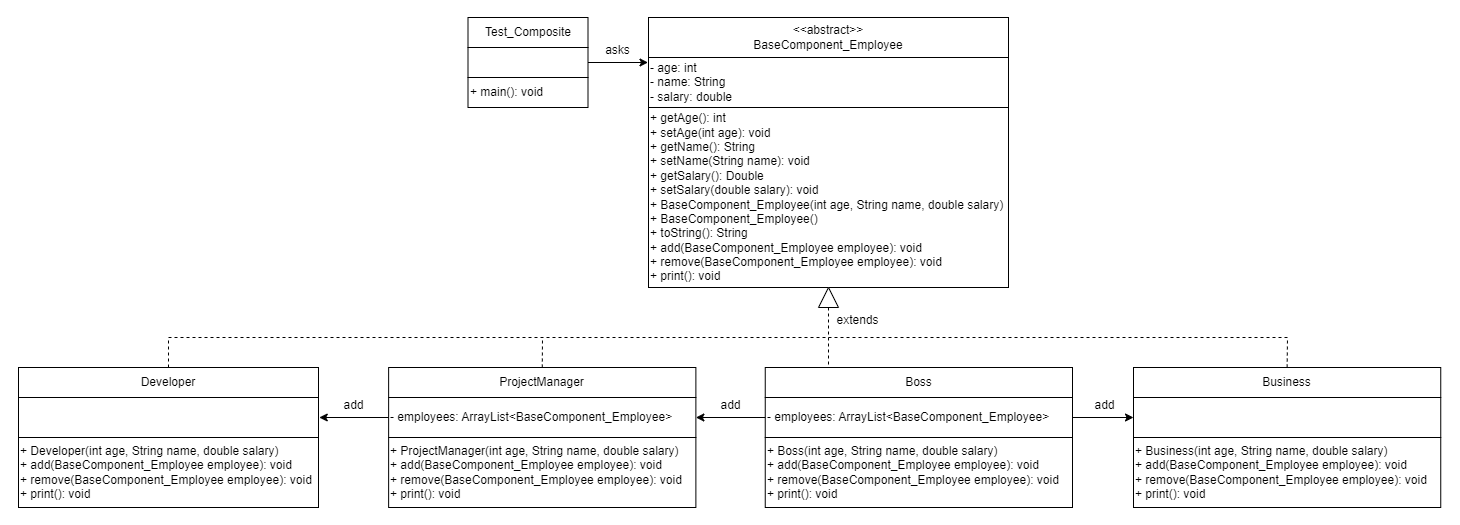 Test_Composite
+ main(): void
asks
<<abstract>>
BaseComponent_Employee
- age: int
- name: String
- salary: double
+ getAge(): int
+ setAge(int age): void
+ getName(): String
+ setName(String name): void
+ getSalary(): Double
+ setSalary(double salary): void
+ BaseComponent_Employee(int age, String name, double salary)
+ BaseComponent_Employee()
+ toString(): String
+ add(BaseComponent_Employee employee): void
+ remove(BaseComponent_Employee employee): void
+ print(): void
extends
Developer
+ Developer(int age, String name, double salary)
+ add(BaseComponent_Employee employee): void
+ remove(BaseComponent_Employee employee): void
+ print(): void
add
ProjectManager
- employees: ArrayList<BaseComponent_Employee>
+ ProjectManager(int age, String name, double salary)
+ add(BaseComponent_Employee employee): void
+ remove(BaseComponent_Employee employee): void
+ print(): void
add
Boss
- employees: ArrayList<BaseComponent_Employee>
+ Boss(int age, String name, double salary)
+ add(BaseComponent_Employee employee): void
+ remove(BaseComponent_Employee employee): void
+ print(): void
add
Business
+ Business(int age, String name, double salary)
+ add(BaseComponent_Employee employee): void
+ remove(BaseComponent_Employee employee): void
+ print(): void